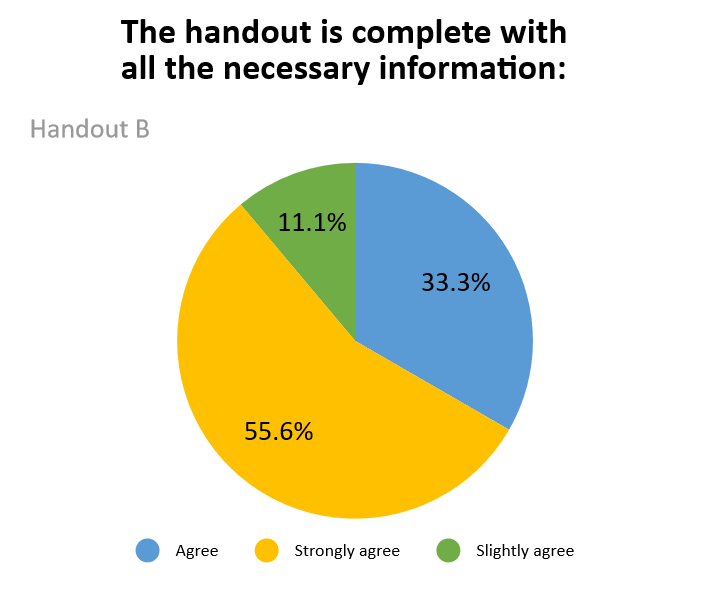 The handout is complete with
all the necessary information:
Handout B
11.1%
33.3%
55.6%
Agree
Strongly agree
Slightly agree